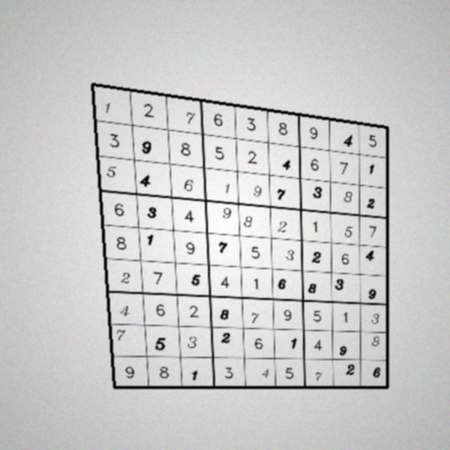 1 2 7 6 3 8 9 4 5
3 9 8 5 2 4 6 7 1
5 4 6 1 9 7 3 8 2
6 3 4 9 8 2 1 5 7
8 1 9 7 5 3 2 6 4
2 7 5 4 1 6 8 3 9
4 6 2 8 7 9 5 1 3
7 5 3 2 6 1 4 9 8
9 8 1 3 4 5 7 2 6